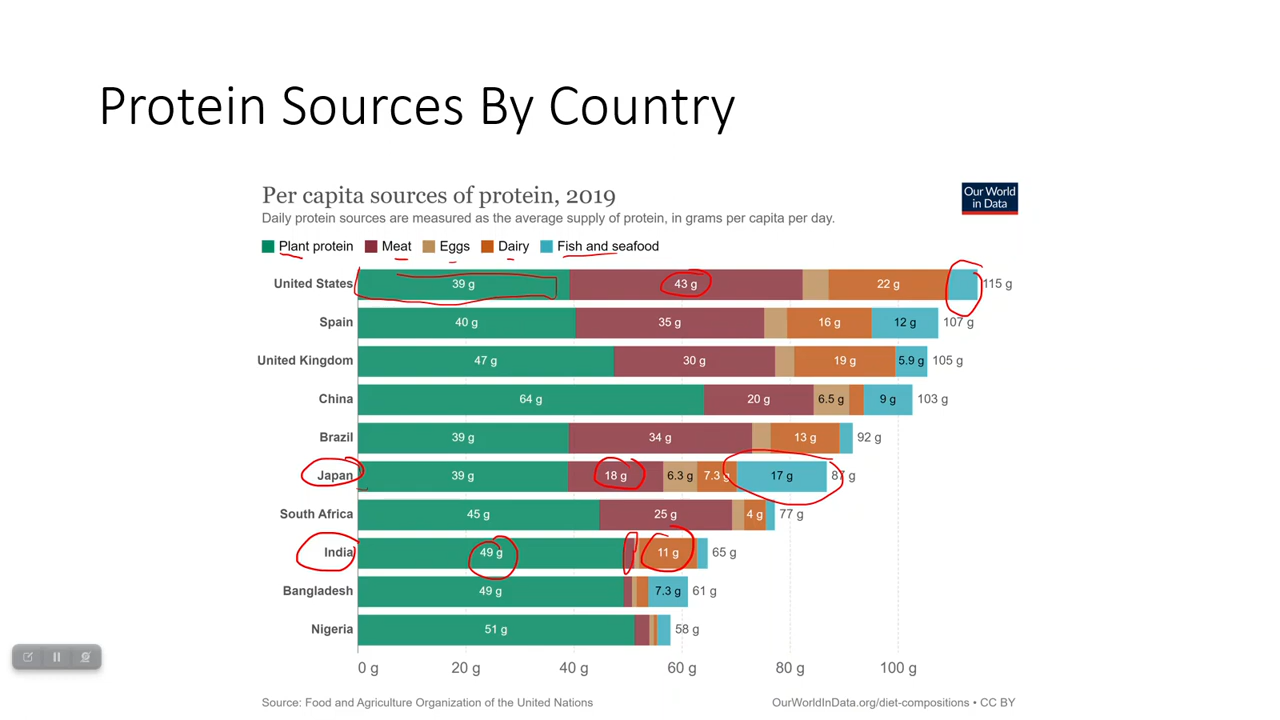 Protein Sources By Country
Per capita sources of protein, 2019
Our World
in Data
Daily protein sources are measured as the average supply of protein, in grams per capita per day.
Plant protein Meat Eggs Dairy Fish and seafood
United States 39 g 43 g 22 g 115 g
Spain 40 g 35 g 16 g 12 g 107 g
United Kingdom 47 g 30 g 19 g 5.9 g 105 g
China 64 g 20 g 6.5 g 9 g 103 g
Brazil 39 g 34 g 13 g 92 g
Japan 39 g 18 g 6.3 g 7.3 g 17 g 87 g
South Africa 45 g 25 g 4 g 77 g
India 49 g 11 g 65 g
Bangladesh 49 g 7.3 g 61 g
Nigeria 51 g 58 g
0 g 20 g 40 g 60 g 80 g 100 g
Source: Food and Agriculture Organization of the United Nations
OurWorldInData.org/diet-compositions • CC BY